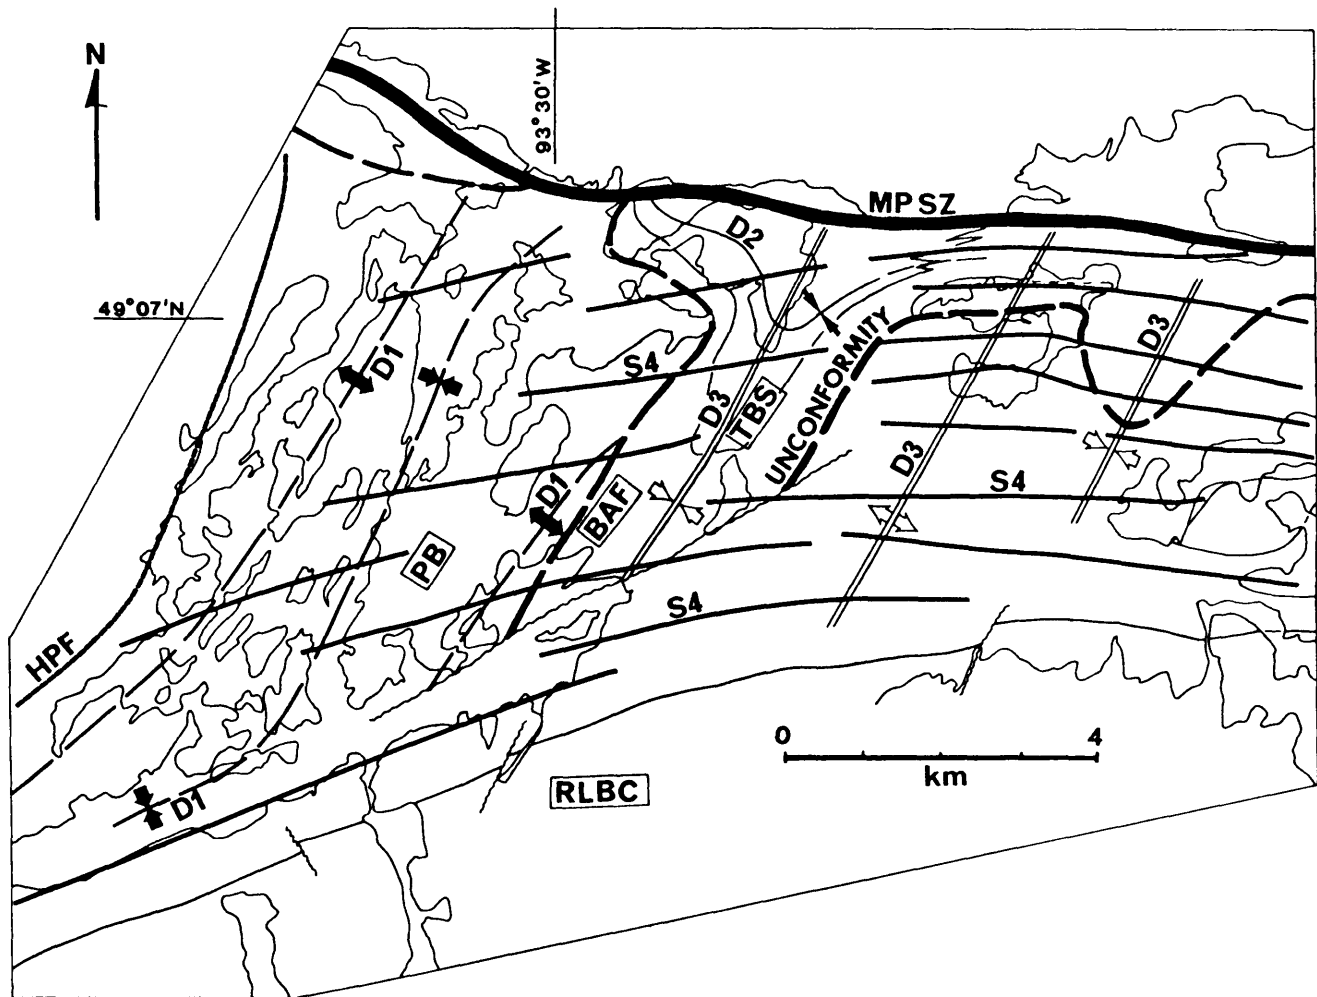 N
93°30'W
MPSZ
D2
49°07'N
D3
D1
S4
UNCONFORMITY
D3
TBS
D3
D1
BAF
S4
PB
S4
HPF
0 4
km
RLBC
D1